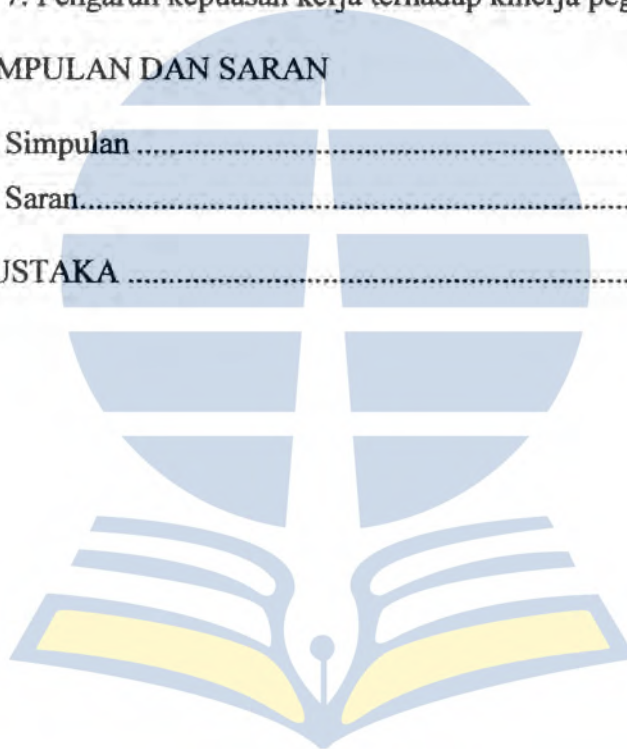 7. Pengaruh kepuasan kerja terhadap kinerja peg
MPULAN DAN SARAN
Simpulan ................................................................
Saran................................................................
USTAKA ................................................................